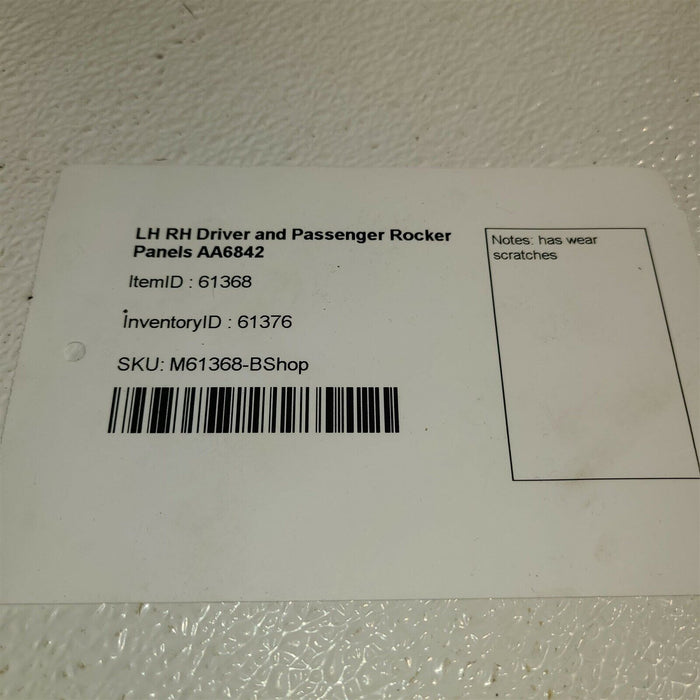 LH RH Driver and Passenger Rocker
Panels AA6842
ItemID : 61368
InventoryID : 61376
SKU: M61368-BShop
Notes: has wear
scratches